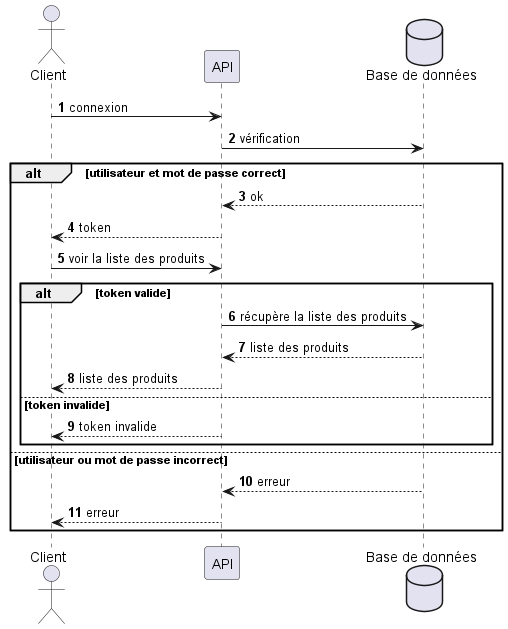 Client
API
Base de données
1 connexion
2 vérification
alt [utilisateur et mot de passe correct]
3 ok
4 token
5 voir la liste des produits
alt [token valide]
6 récupère la liste des produits
7 liste des produits
8 liste des produits
[token invalide]
9 token invalide
[utilisateur ou mot de passe incorrect]
10 erreur
11 erreur
Client
API
Base de données